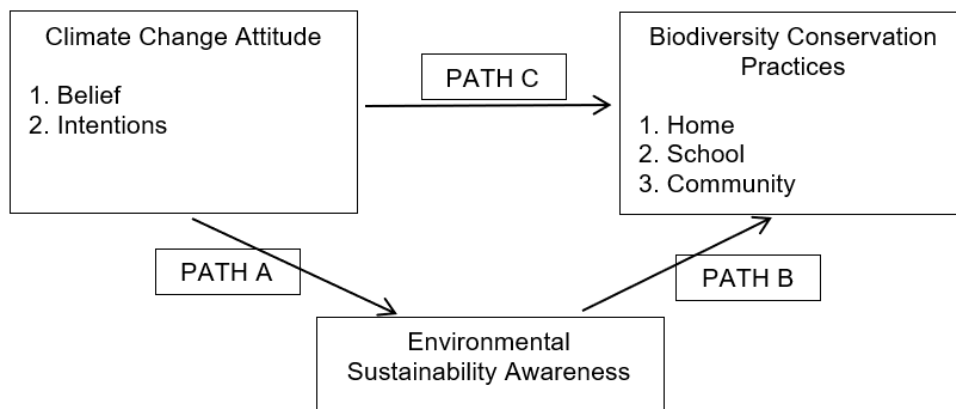 Climate Change Attitude
1. Belief
2. Intentions
PATH C
Biodiversity Conservation
Practices
1. Home
2. School
3. Community
PATH A
PATH B
Environmental
Sustainability Awareness